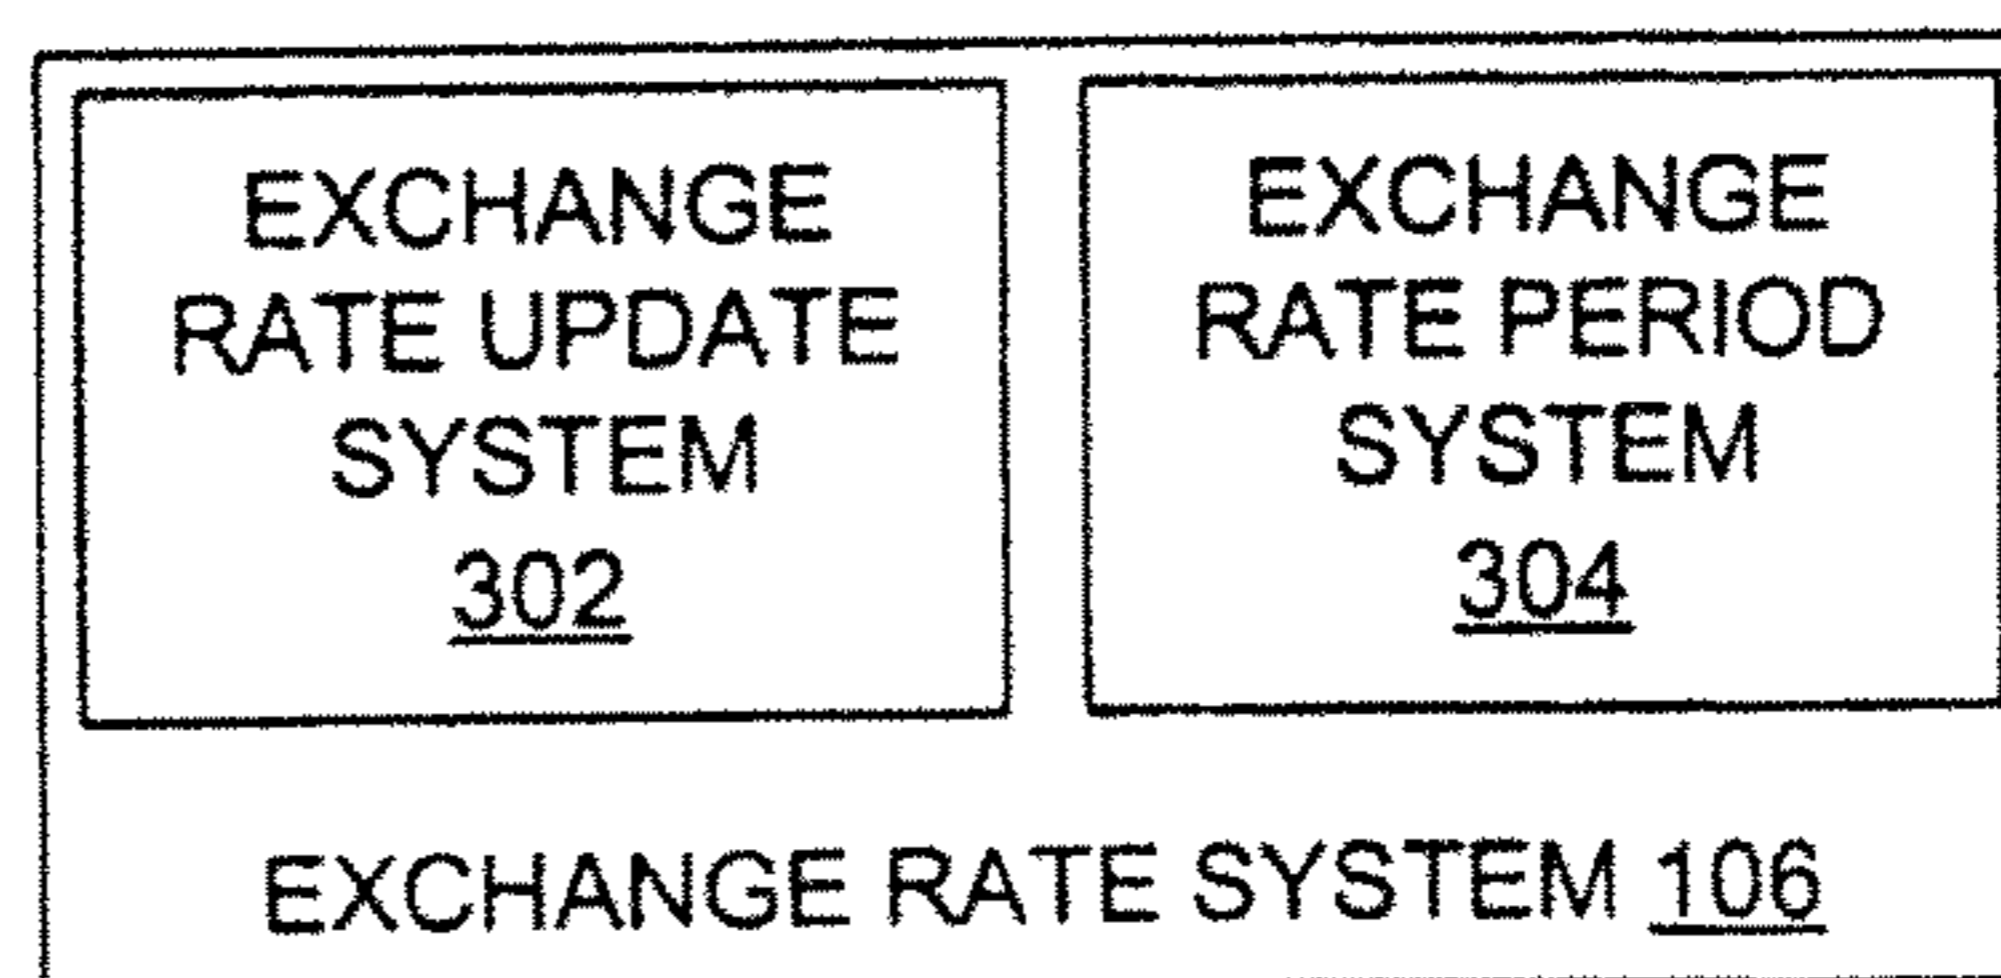 EXCHANGE
RATE UPDATE
SYSTEM
302
EXCHANGE
RATE PERIOD
SYSTEM
304
EXCHANGE RATE SYSTEM 106